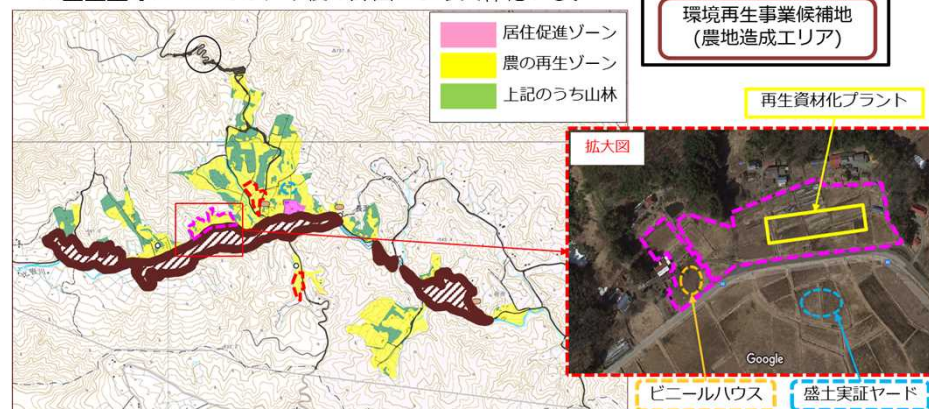 環境再生事業候補地
(農地造成エリア)
居住促進ゾーン
農の再生ゾーン
上記のうち山林
再生資材化プラント
拡大図
Google
ビニールハウス
盛土実証ヤード